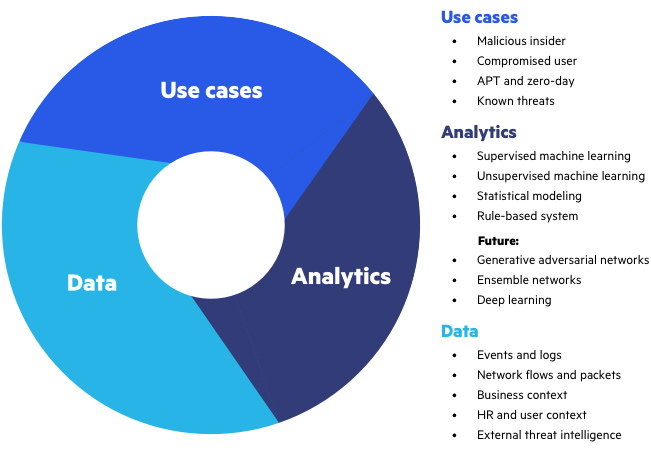 Use cases
Analytics
Data
Use cases
• Malicious insider
• Compromised user
• APT and zero-day
• Known threats
Analytics
• Supervised machine learning
• Unsupervised machine learning
• Statistical modeling
• Rule-based system
Future:
• Generative adversarial networks
• Ensemble networks
• Deep learning
Data
• Events and logs
• Network flows and packets
• Business context
• HR and user context
• External threat intelligence